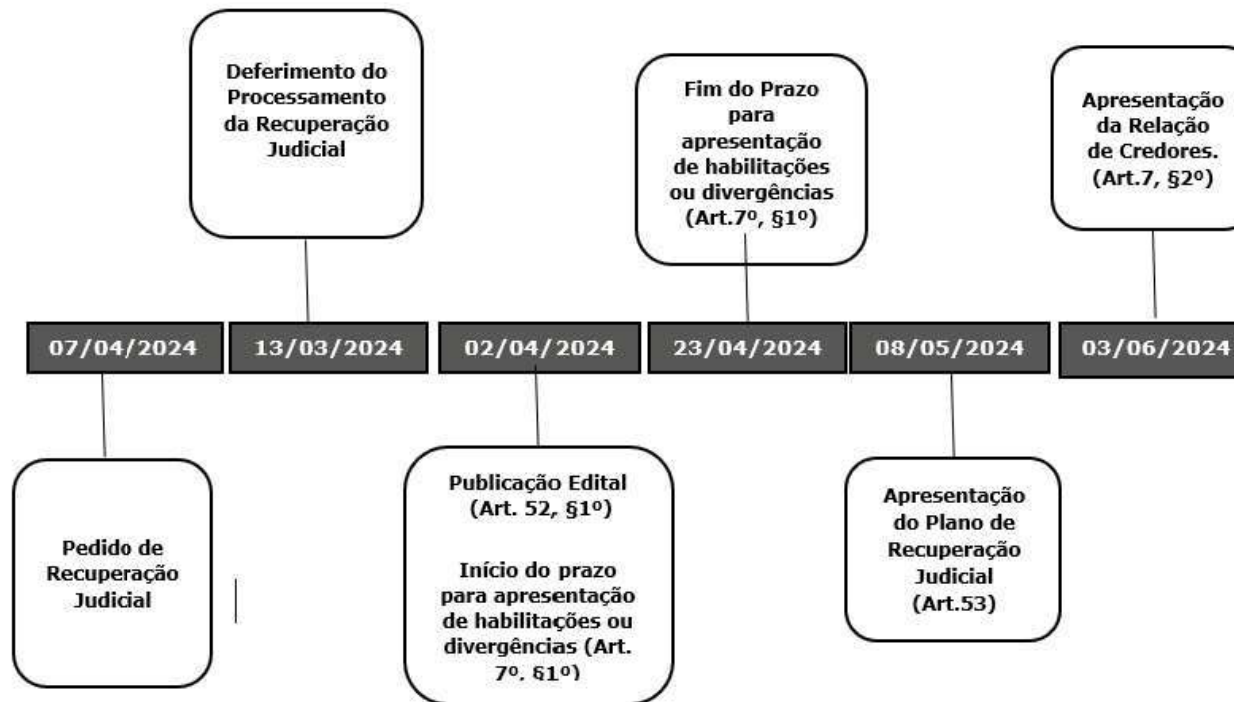 Deferimento do
Processamento
da Recuperação
Judicial
Fim do Prazo
para
apresentação
de habilitações
ou divergências
(Art.7º, §1º)
Apresentação
da Relação
de Credores.
(Art.7, §2º)
07/04/2024
13/03/2024
02/04/2024
23/04/2024
08/05/2024
03/06/2024
Pedido de
Recuperação
Judicial
Publicação Edital
(Art. 52, §1º)
Início do prazo
para apresentação
de habilitações ou
divergências (Art.
7º, §1º)
Apresentação
do Plano de
Recuperação
Judicial
(Art.53)